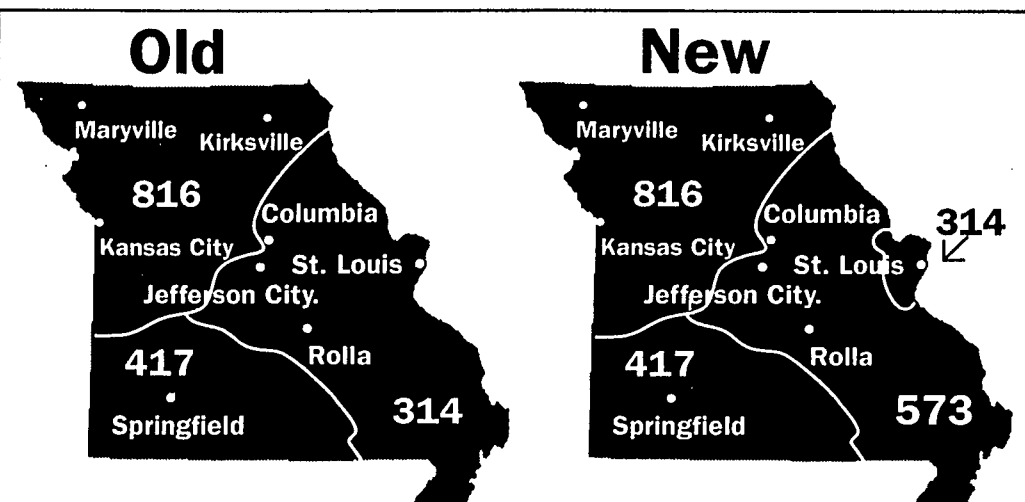 Old
Maryville
Kirksville
816
Columbia
Kansas City
St. Louis
Jefferson City.
Rolla
417
314
Springfield
New
Maryville
Kirksville
816
Columbia
314
Kansas City
St. Louis
Jefferson City.
Rolla
417
573
Springfield